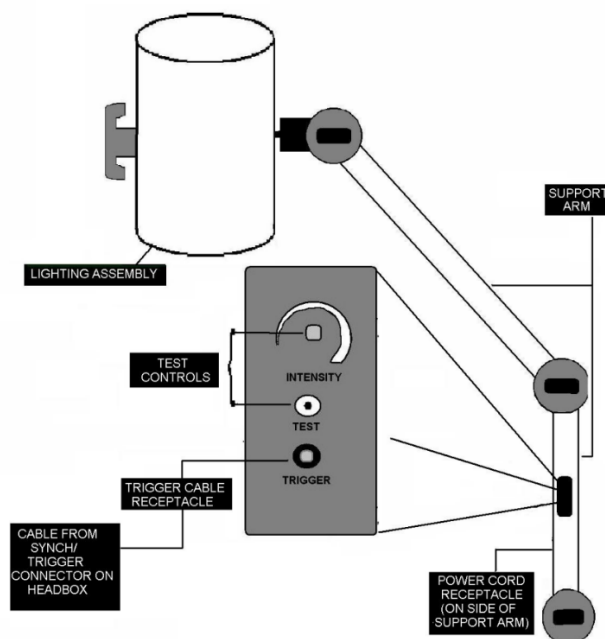 SUPPORT
ARM
LIGHTING ASSEMBLY
TEST
CONTROLS
INTENSITY
TEST
TRIGGER
TRIGGER CABLE
RECEPTACLE
CABLE FROM
SYNCH/
TRIGGER
CONNECTOR ON
HEADBOX
POWER CORD
RECEPTACLE
(ON SIDE OF
SUPPORT ARM)